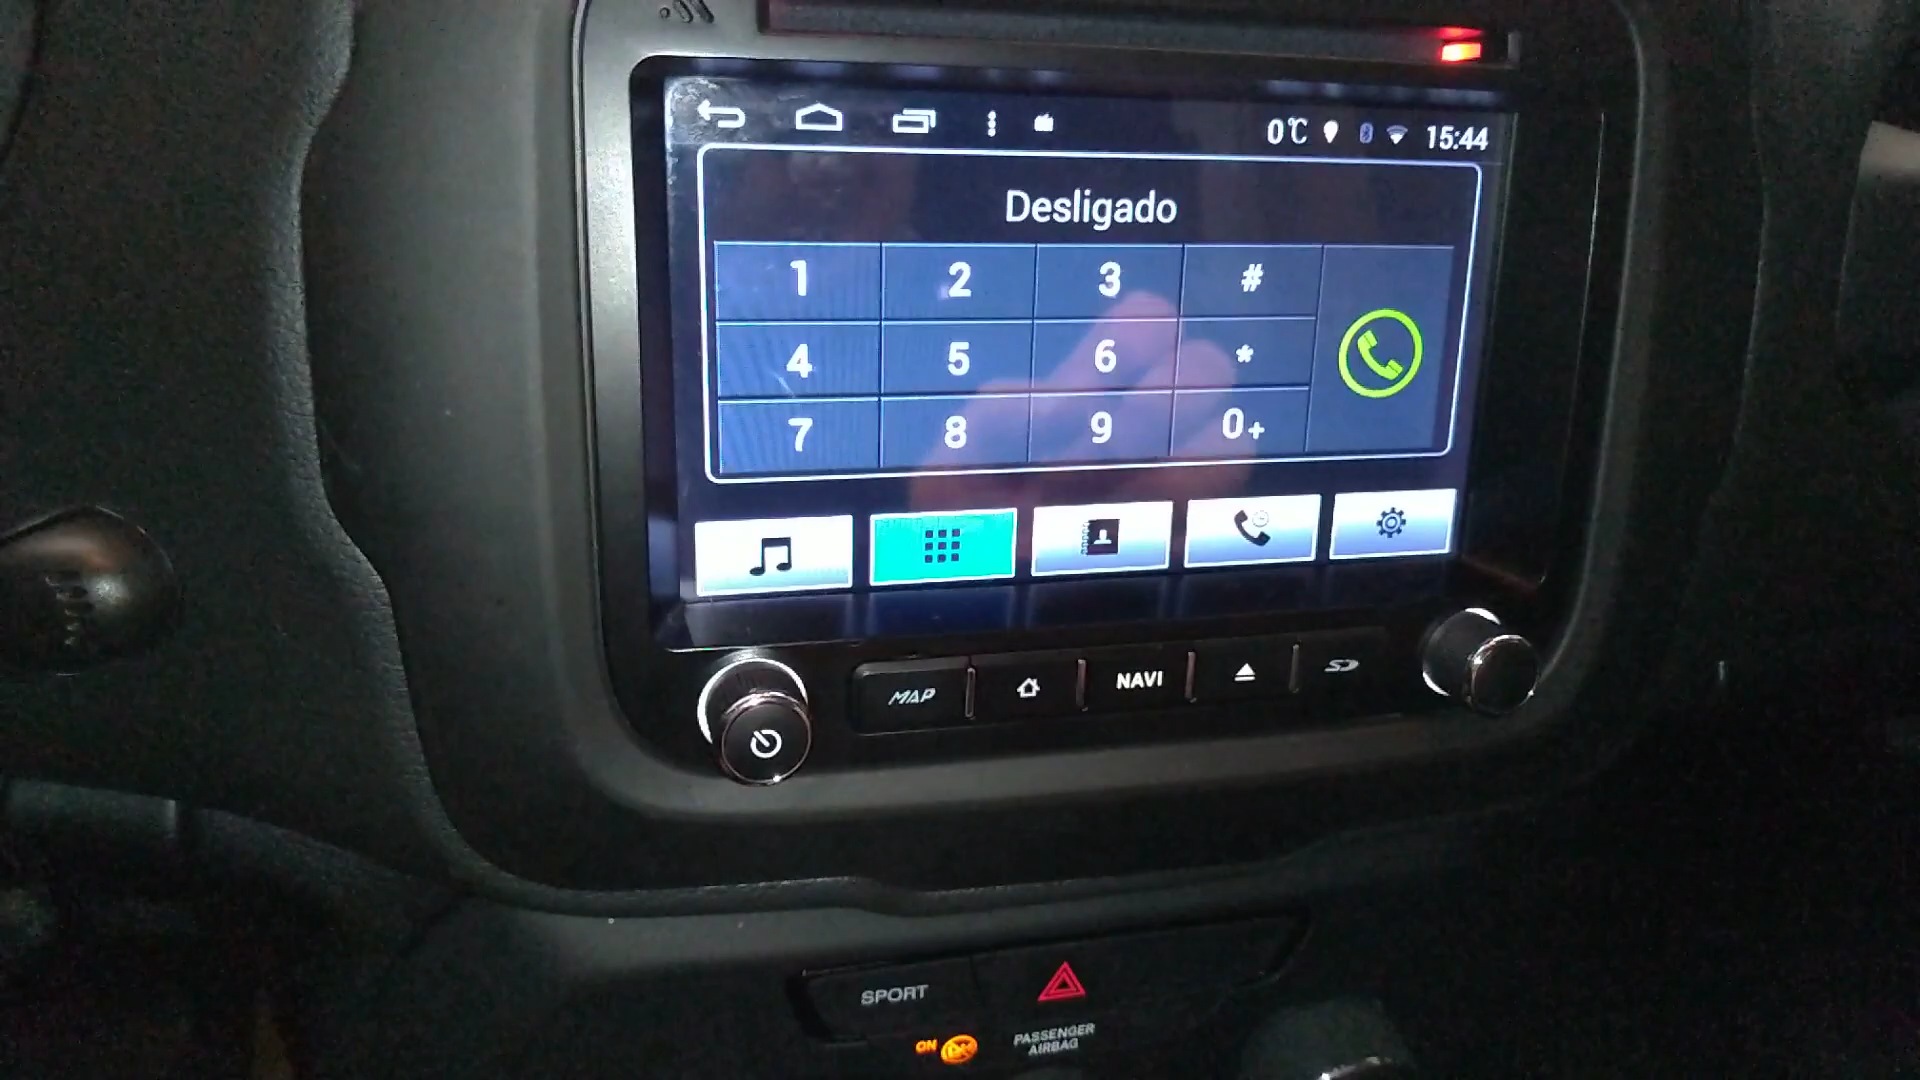 0°C 15:44
Desligado
1 2 3 #
4 5 6 *
7 8 9 0+
MAP NAVI SD
SPORT
ON PASSENGER
AIRBAG